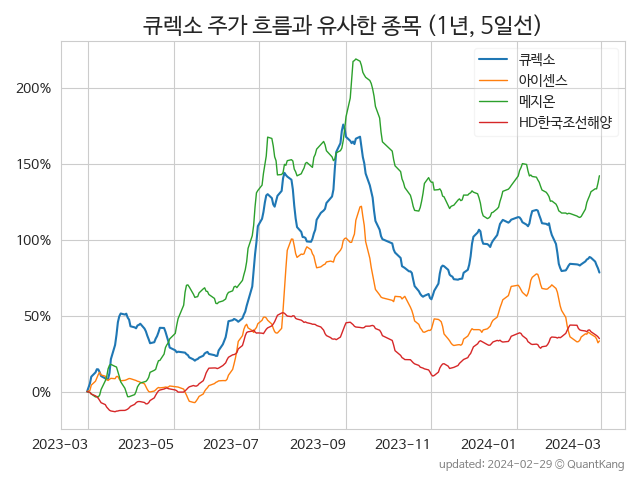 큐렉소 주가 흐름과 유사한 종목 (1년, 5일선)
큐렉소
아이센스
메지온
HD한국조선해양
200%
150%
100%
50%
0%
2023-03 2023-05 2023-07 2023-09 2023-11 2024-01 2024-03
updated: 2024-02-29 © QuantKang